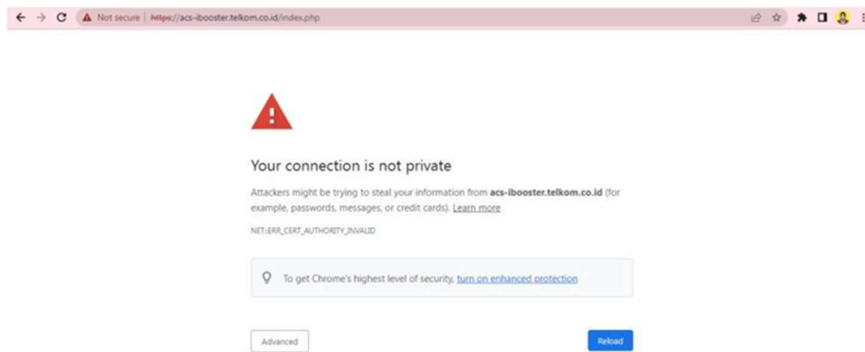 Not secure | https://acs-ibooster.telkom.co.id/index.php
Your connection is not private
Attackers might be trying to steal your information from acs-ibooster.telkom.co.id (for
example, passwords, messages, or credit cards). Learn more
NET::ERR_CERT_AUTHORITY_INVALID
To get Chrome's highest level of security, turn on enhanced protection
Advanced
Reload